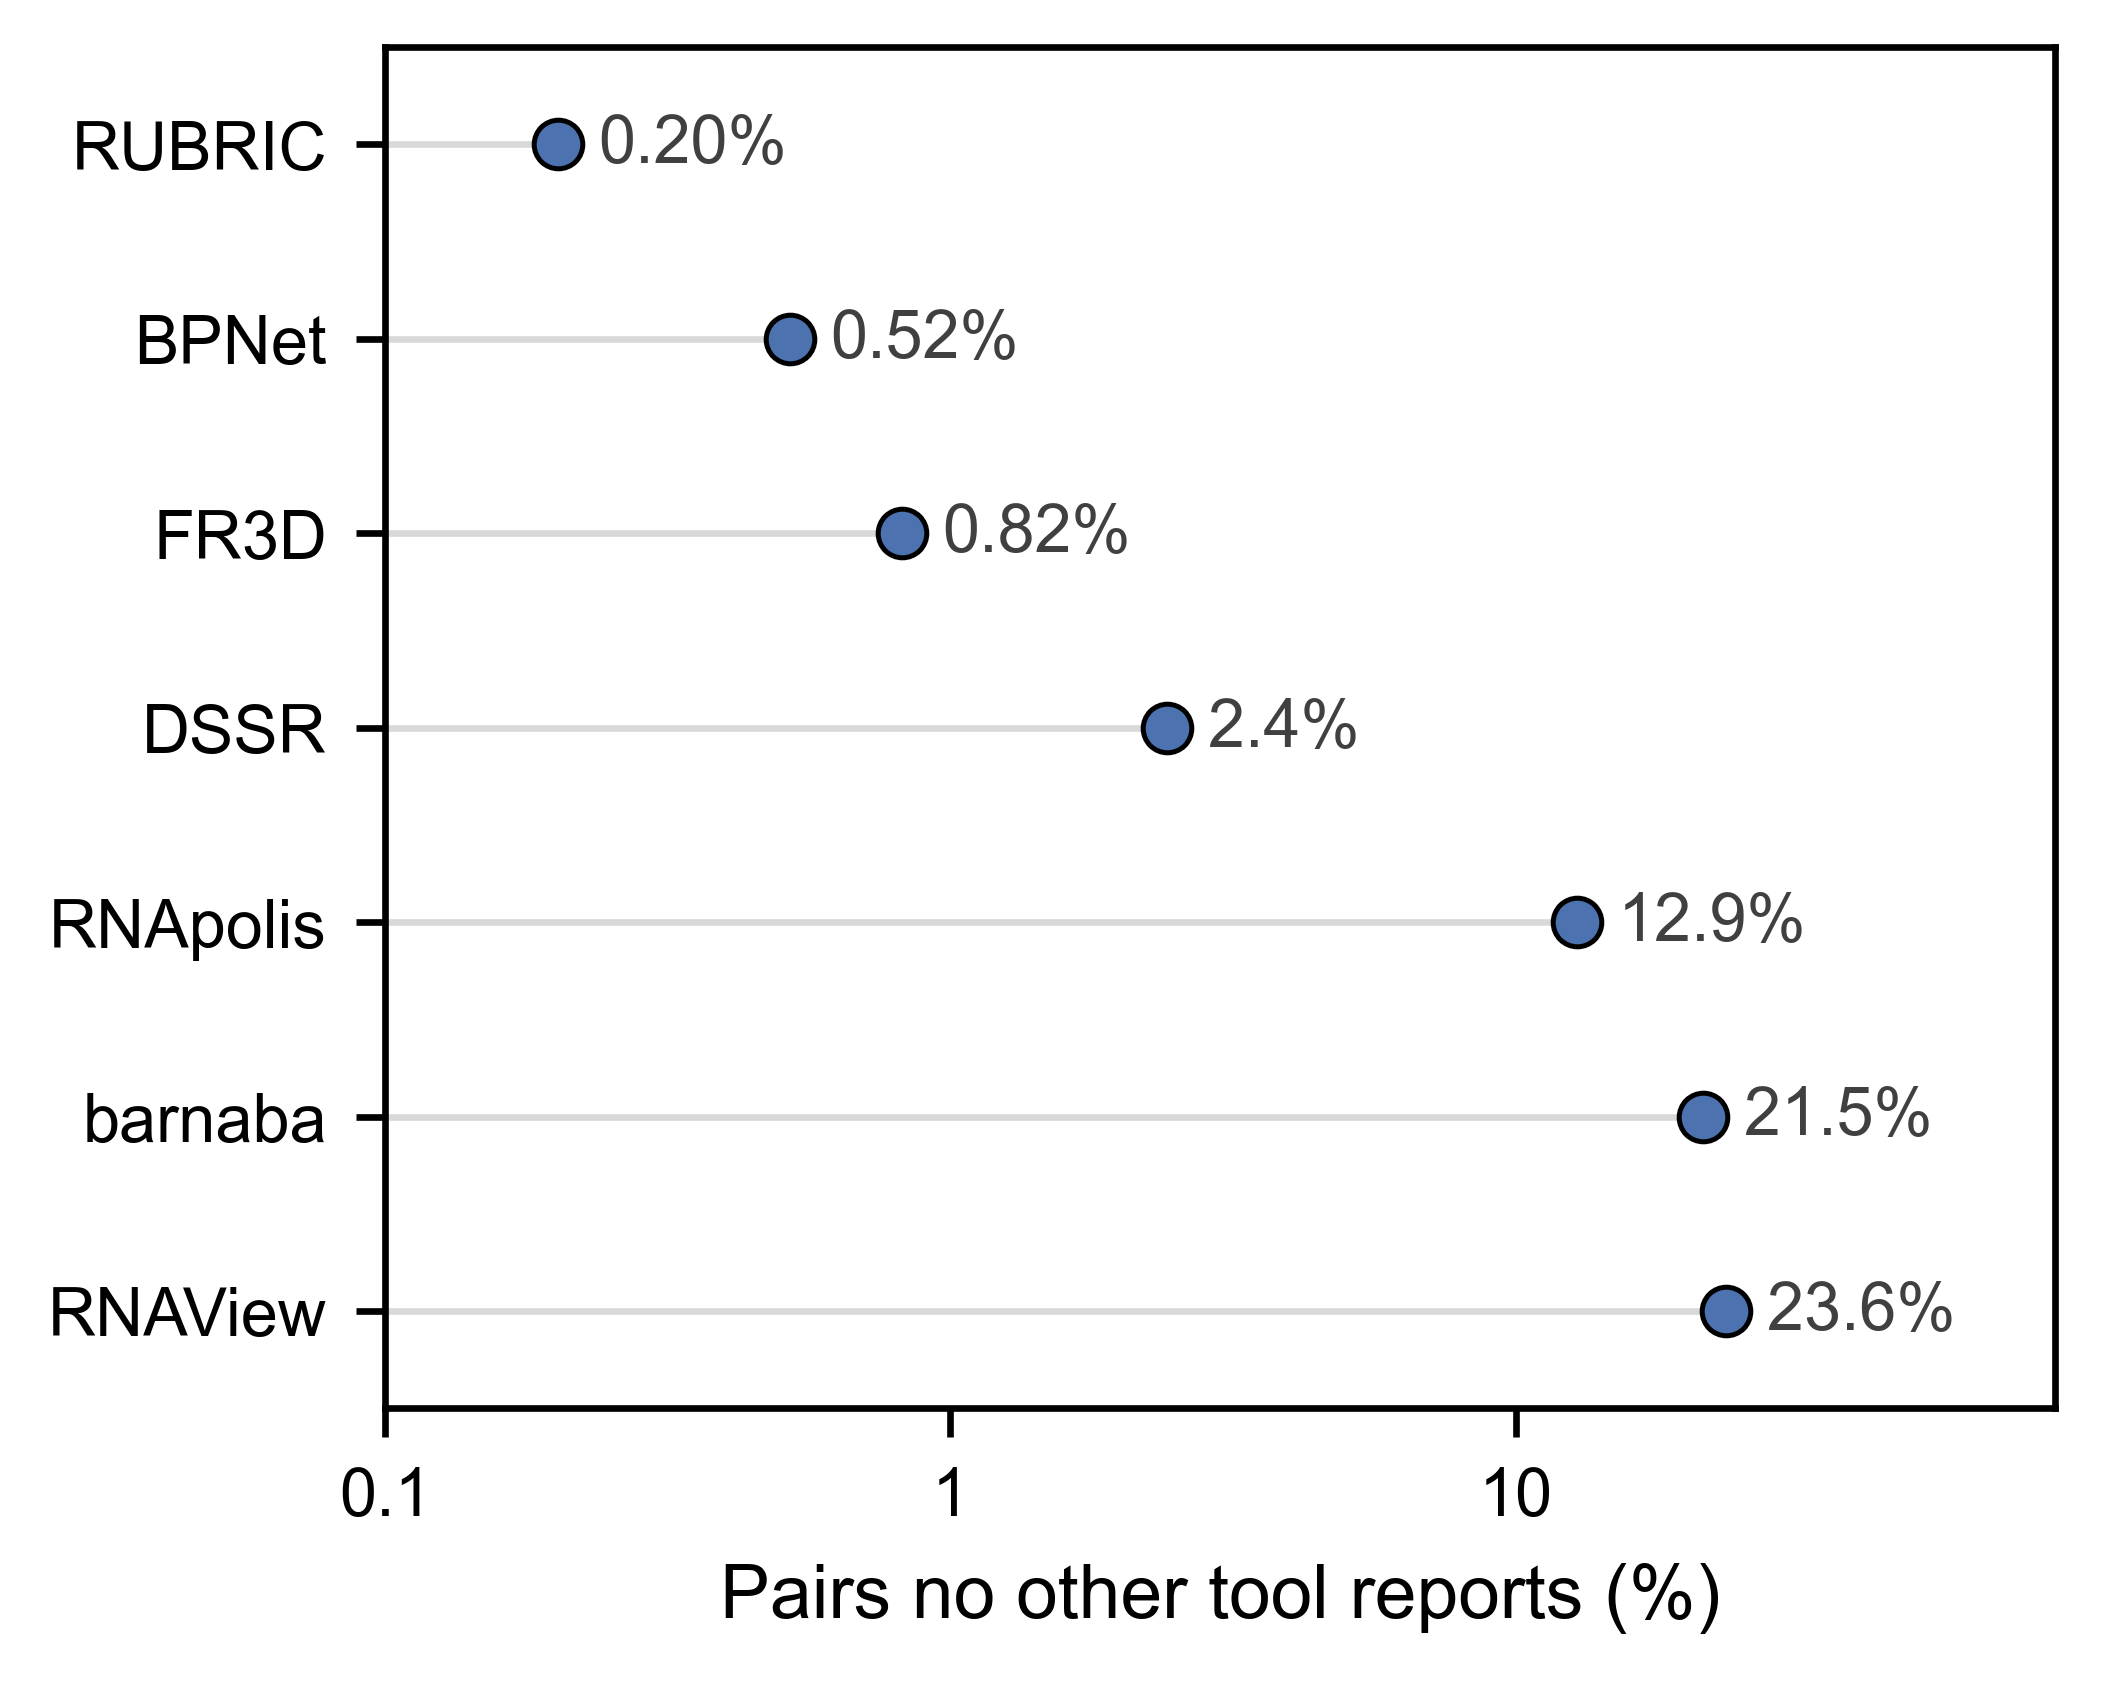 RUBRIC 0.20%
BPNet 0.52%
FR3D 0.82%
DSSR 2.4%
RNApolis 12.9%
barnaba 21.5%
RNAView 23.6%
0.1 1 10
Pairs no other tool reports (%)